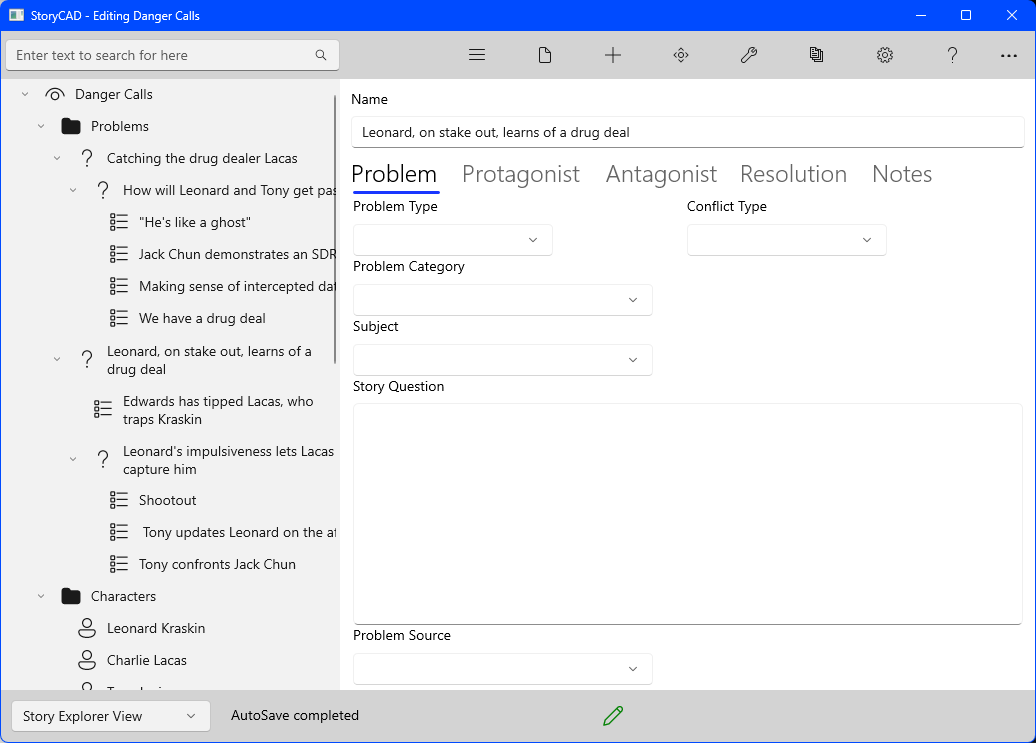 StoryCAD - Editing Danger Calls
Enter text to search for here
Danger Calls
Problems
Catching the drug dealer Lacas
How will Leonard and Tony get pas
"He's like a ghost"
Jack Chun demonstrates an SDR
Making sense of intercepted dat
We have a drug deal
Leonard, on stake out, learns of a
drug deal
Edwards has tipped Lacas, who
traps Kraskin
Leonard's impulsiveness lets Lacas
capture him
Shootout
Tony updates Leonard on the af
Tony confronts Jack Chun
Characters
Leonard Kraskin
Charlie Lacas
Name
Leonard, on stake out, learns of a drug deal
Problem Protagonist Antagonist Resolution Notes
Problem Type Conflict Type
Problem Category
Subject
Story Question
Problem Source
Story Explorer View
AutoSave completed